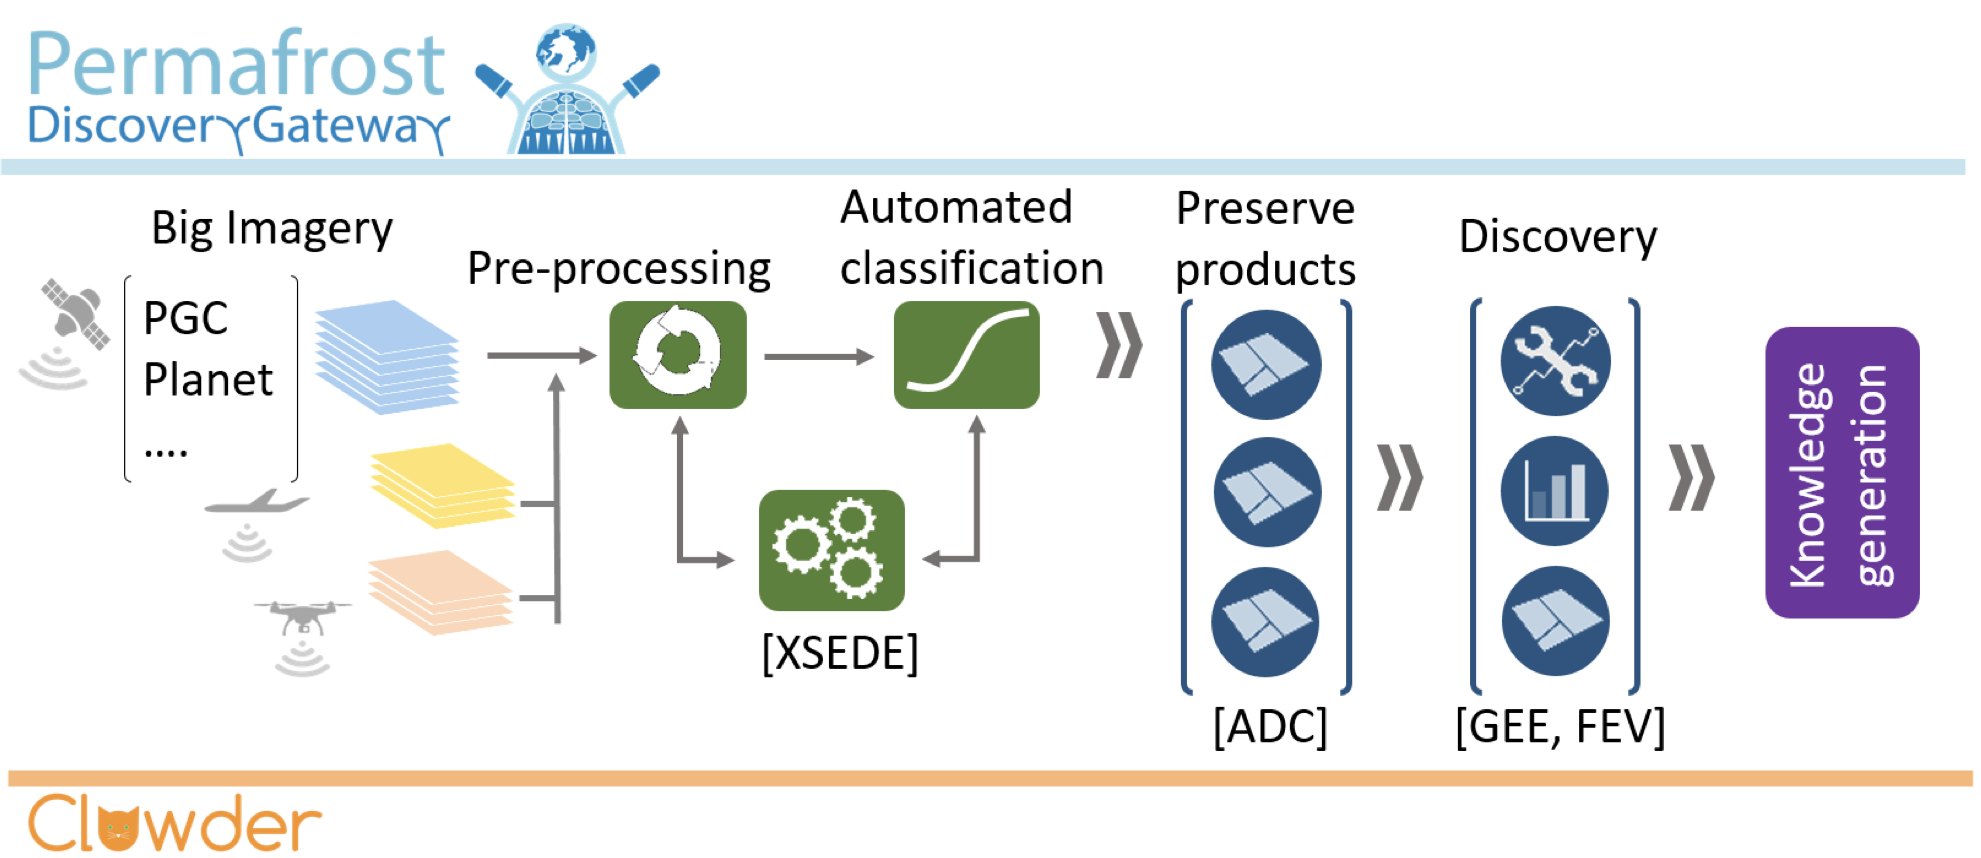 Permafrost
DiscoveryGateway
Big Imagery
PGC
Planet
....
Pre-processing
Automated
classification
[XSEDE]
Preserve
products
[ADC]
Discovery
[GEE, FEV]
Knowledge
generation
Clowder